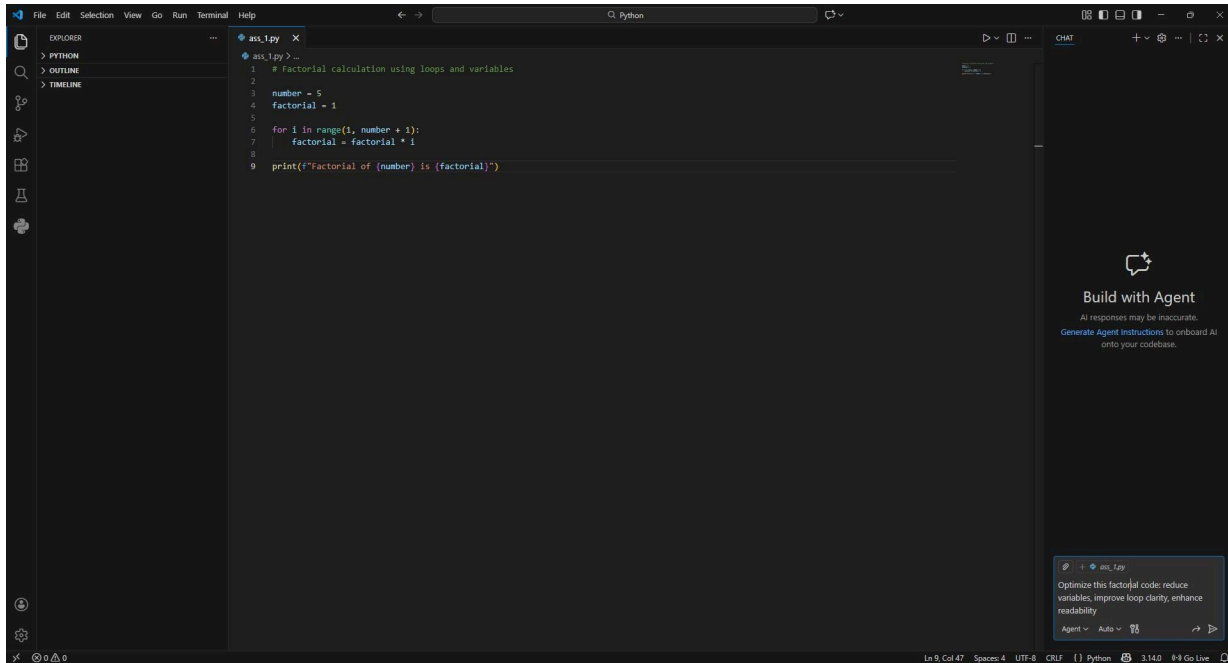 File Edit Selection View Go Run Terminal Help
Python
EXPLORER
PYTHON
OUTLINE
TIMELINE
ass_1.py
ass_1.py > ...
1 # Factorial calculation using loops and variables
2
3 number = 5
4 factorial = 1
5
6 for i in range(1, number + 1):
7 factorial = factorial * i
8
9 print(f"Factorial of {number} is {factorial}")
CHAT
Build with Agent
AI responses may be inaccurate.
Generate Agent Instructions to onboard AI
onto your codebase.
ass_1.py
Optimize this factorial code: reduce
variables, improve loop clarity, enhance
readability
Agent Auto
0 0
Ln 9, Col 47 Spaces: 4 UTF-8 CRLF { } Python 3.14.0 Go Live